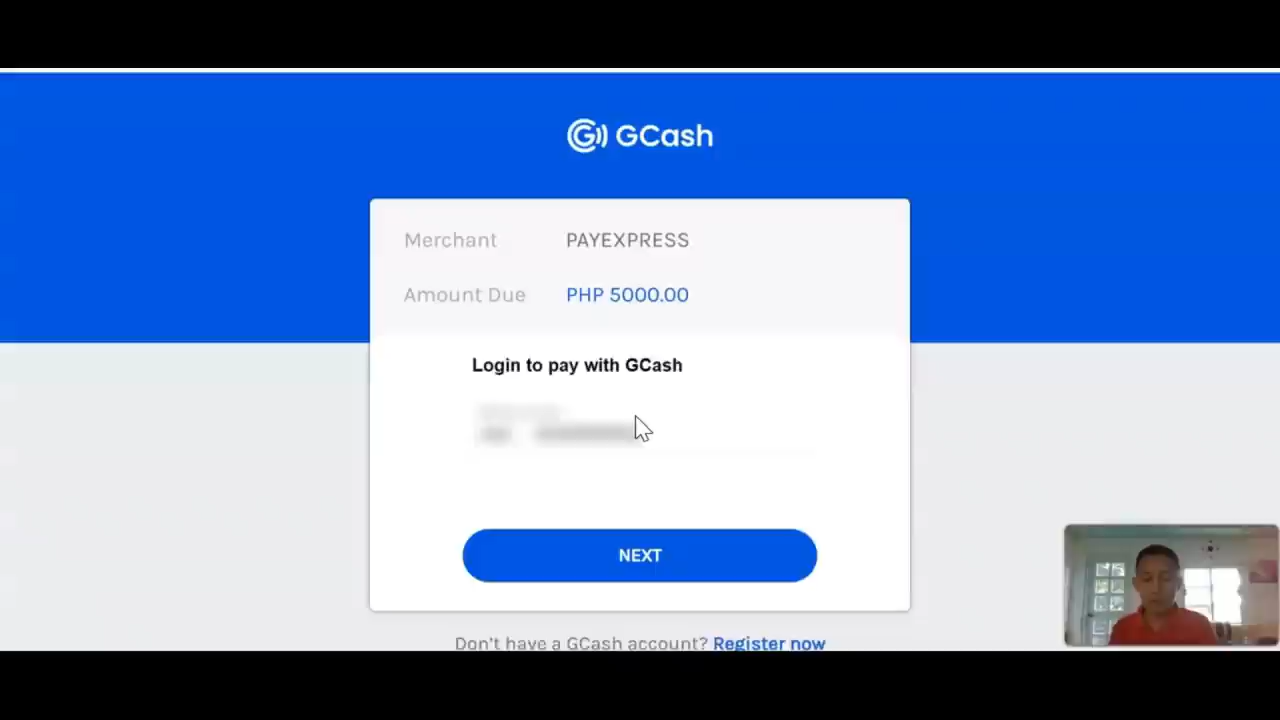 GCash
Merchant PAYEXPRESS
Amount Due PHP 5000.00
Login to pay with GCash
NEXT
Don't have a GCash account? Register now